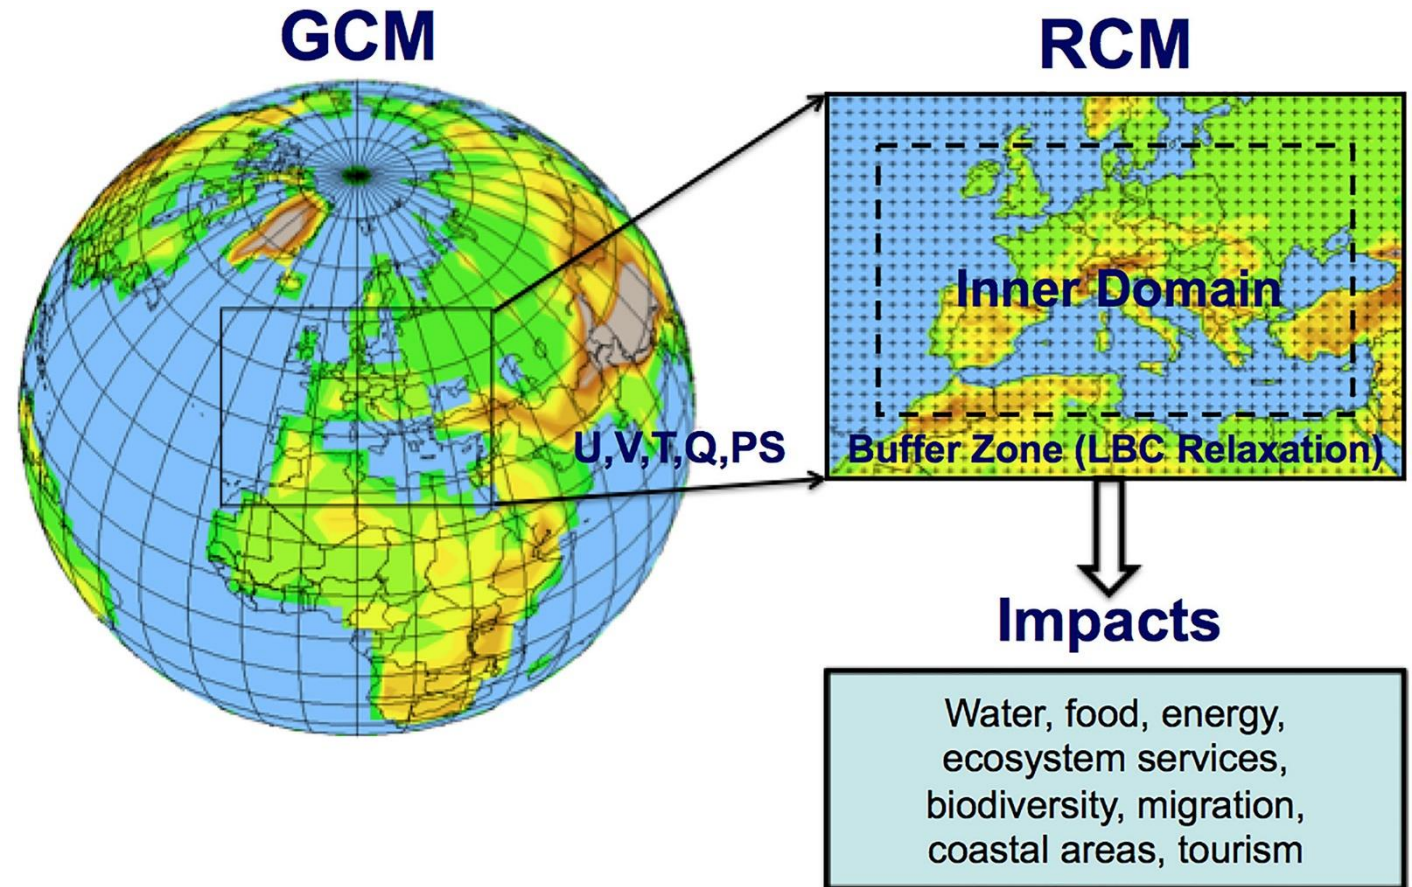 GCM
RCM
Inner Domain
U,V,T,Q,PS
Buffer Zone (LBC Relaxation)
Impacts
Water, food, energy,
ecosystem services,
biodiversity, migration,
coastal areas, tourism